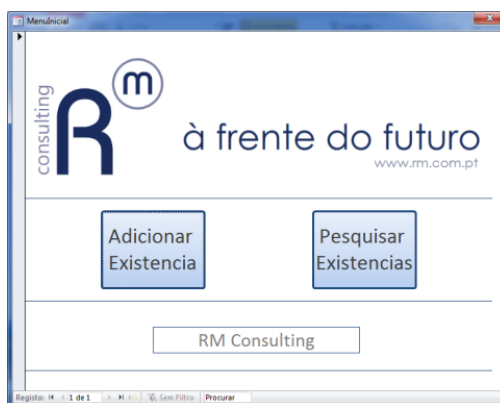 MenuInicial
consulting
R
m
à frente do futuro
www.rm.com.pt
Adicionar
Existencia
Pesquisar
Existencias
RM Consulting
Registo: 1 de 1 Sem Filtro Procurar